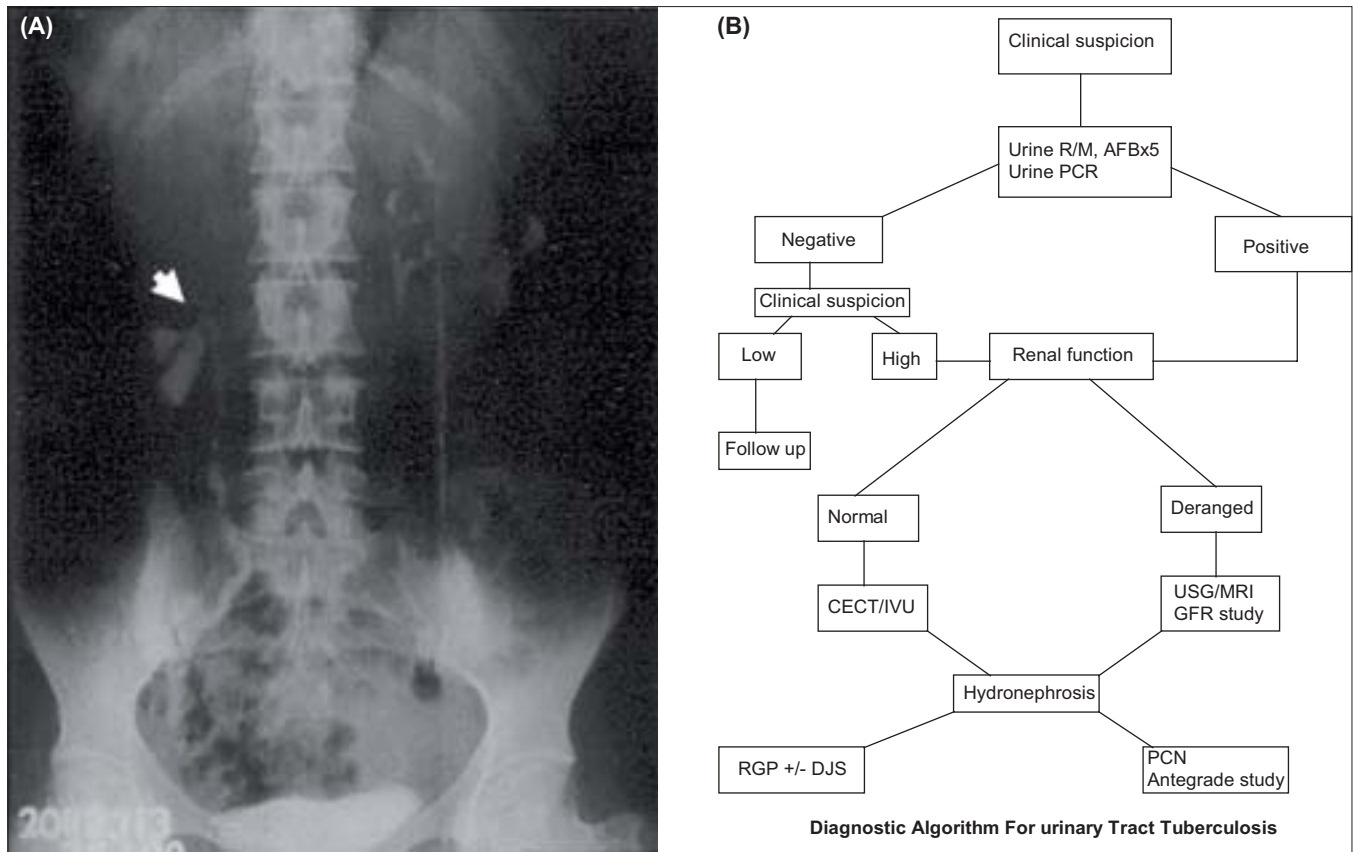 (A)
(B)
Clinical suspicion
Urine R/M, AFBx5
Urine PCR
Negative
Positive
Clinical suspicion
Low
High
Renal function
Follow up
Normal
Deranged
CECT/IVU
USG/MRI
GFR study
Hydronephrosis
RGP +/- DJS
PCN
Antegrade study
Diagnostic Algorithm For urinary Tract Tuberculosis